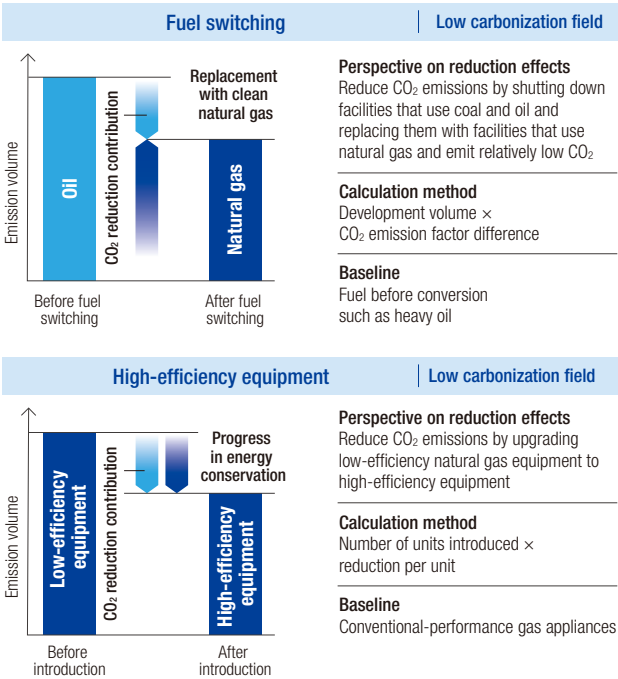 Fuel switching
Low carbonization field
Emission volume
Oil
CO₂ reduction contribution
Replacement
with clean
natural gas
Natural gas
Before fuel
switching
After fuel
switching
Perspective on reduction effects
Reduce CO₂ emissions by shutting down
facilities that use coal and oil and
replacing them with facilities that use
natural gas and emit relatively low CO₂
Calculation method
Development volume ×
CO₂ emission factor difference
Baseline
Fuel before conversion
such as heavy oil
High-efficiency equipment
Low carbonization field
Emission volume
Low-efficiency
equipment
CO₂ reduction contribution
Progress
in energy
conservation
High-efficiency
equipment
Before
introduction
After
introduction
Perspective on reduction effects
Reduce CO₂ emissions by upgrading
low-efficiency natural gas equipment to
high-efficiency equipment
Calculation method
Number of units introduced ×
reduction per unit
Baseline
Conventional-performance gas appliances